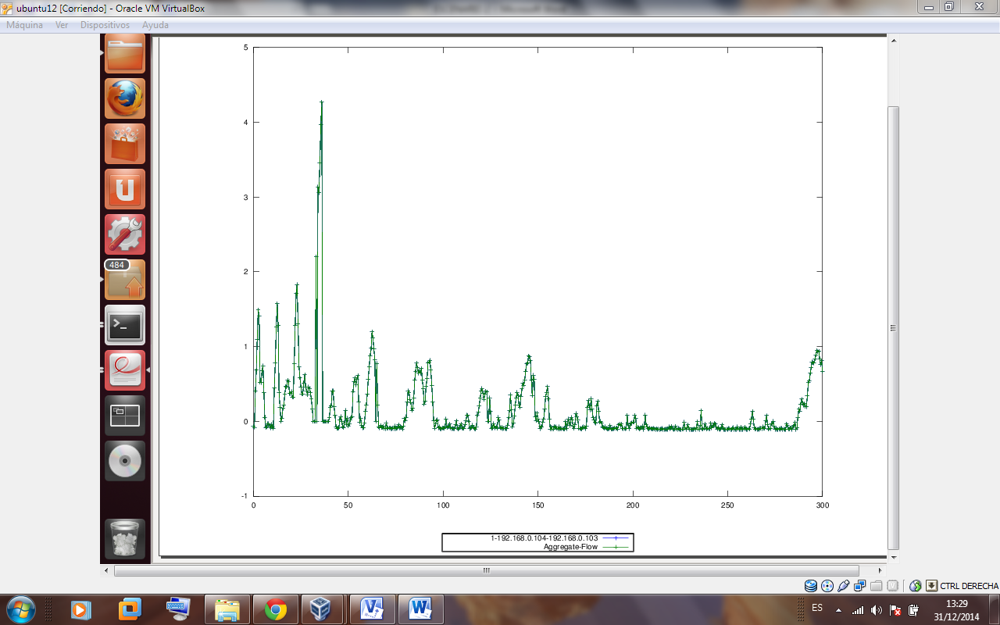 ubuntu12 [Corriendo] - Oracle VM VirtualBox
Máquina Ver Dispositivos Ayuda
484
5
4
3
2
1
0
-1
0 50 100 150 200 250 300
1-192.168.0.104-192.168.0.103
Aggregate-Flow
CTRL DERECHA
ES
13:29
31/12/2014